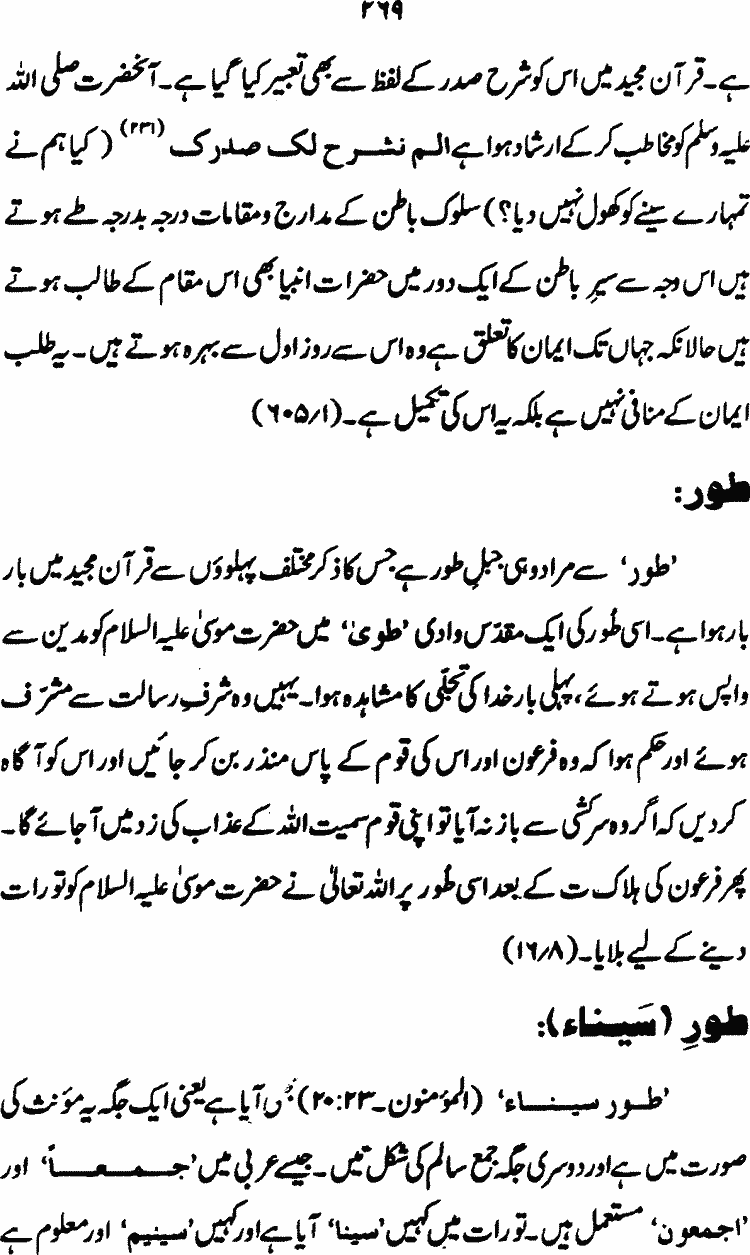 ۲۶۹
ہے۔ قرآن مجید میں اس کو شرح صدر کے لفظ سے بھی تعبیر کیا گیا ہے۔ آنحضرت صلی اللہ
علیہ وسلم کو مخاطب کر کے ارشاد ہوا ہے الم نشرح لک صدرک (۲۳۱) (کیا ہم نے
تمہارے سینے کو کھول نہیں دیا؟) سلوک باطن کے مدارج و مقامات درجہ بدرجہ طے ہوتے
ہیں اس وجہ سے سیرِ باطن کے ایک دور میں حضرات انبیا بھی اس مقام کے طالب ہوتے
ہیں حالانکہ جہاں تک ایمان کا تعلق ہے وہ اس سے روز اول سے بہرہ ہوتے ہیں۔ یہ طلب
ایمان کے منافی نہیں ہے بلکہ یہ اس کی تکمیل ہے۔ (۶۰۵/۱)
طور:
’طور‘ سے مراد وہی جبلِ طور ہے جس کا ذکر مختلف پہلوؤں سے قرآن مجید میں بار
بار ہوا ہے۔ اسی طُور کی ایک مقدّس وادی ’طویٰ‘ میں حضرت موسیٰ علیہ السلام کو مدین سے
واپس ہوتے ہوئے، پہلی بار خدا کی تجلّی کا مشاہدہ ہوا۔ یہیں وہ شرفِ رسالت سے مشرّف
ہوئے اور حکم ہوا کہ وہ فرعون اور اس کی قوم کے پاس منذر بن کر جائیں اور اس کو آگاہ
کر دیں کہ اگر وہ سرکشی سے باز نہ آیا تو اپنی قوم سمیت اللہ کے عذاب کی زد میں آ جائے گا۔
پھر فرعون کی ہلاکت کے بعد اسی طُور پر اللہ تعالیٰ نے حضرت موسیٰ علیہ السلام کو تورات
دینے کے لیے بلایا۔ (۱۶/۸)
طورِ (سَیناء):
’طور سیناء‘ (المؤمنون۔۲۰:۲۳) آیا ہے یعنی ایک جگہ یہ مؤنث کی
صورت میں ہے اور دوسری جگہ جمع سالم کی شکل میں۔ جیسے عربی میں ’جمعاً‘ اور
’اجمعون‘ مستعمل ہیں۔ تورات میں کہیں ’سینا‘ آیا ہے اور کہیں ’سینیم‘ اور معلوم ہے